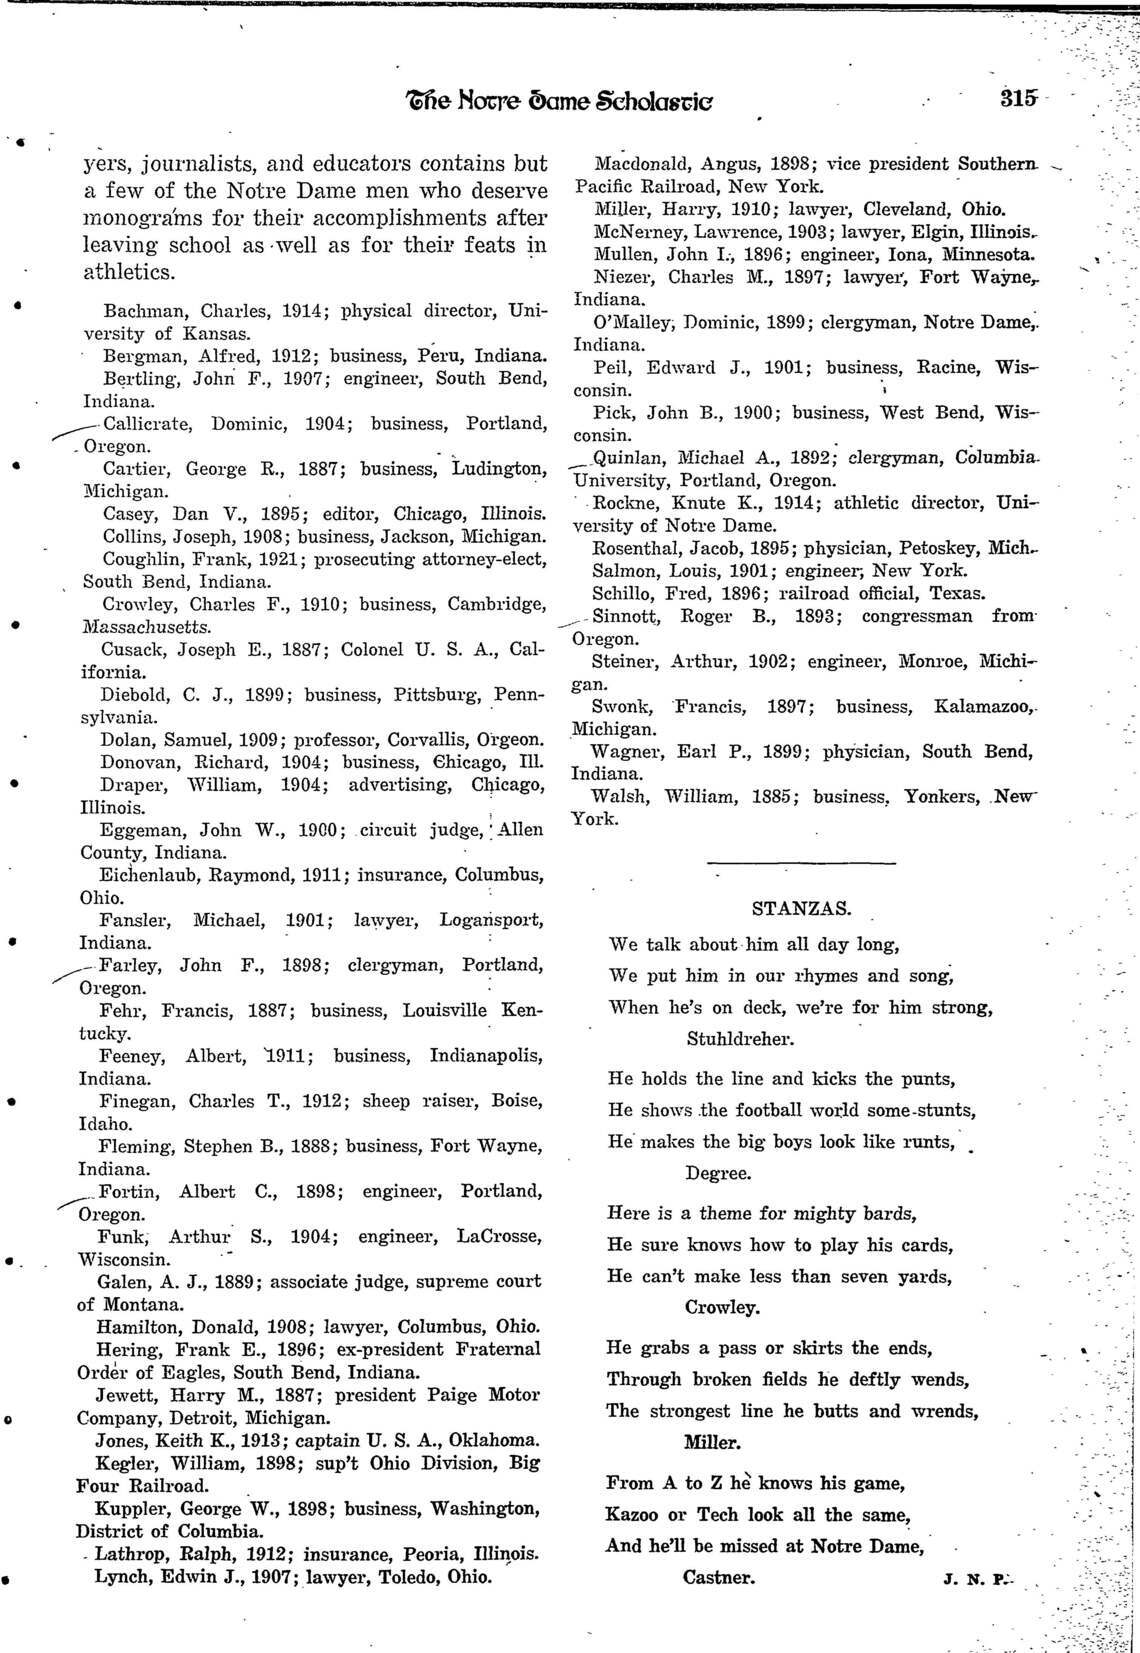 The Notre Dame Scholastic
315
yers, journalists, and educators contains but
a few of the Notre Dame men who deserve
monograms for their accomplishments after
leaving school as well as for their feats in
athletics.
Bachman, Charles, 1914; physical director, Uni-
versity of Kansas.
Bergman, Alfred, 1912; business, Peru, Indiana.
Bertling, John F., 1907; engineer, South Bend,
Indiana.
Callicrate, Dominic, 1904; business, Portland,
Oregon.
Cartier, George R., 1887; business, Ludington,
Michigan.
Casey, Dan V., 1895; editor, Chicago, Illinois.
Collins, Joseph, 1908; business, Jackson, Michigan.
Coughlin, Frank, 1921; prosecuting attorney-elect,
South Bend, Indiana.
Crowley, Charles F., 1910; business, Cambridge,
Massachusetts.
Cusack, Joseph E., 1887; Colonel U. S. A., Cal-
ifornia.
Diebold, C. J., 1899; business, Pittsburg, Penn-
sylvania.
Dolan, Samuel, 1909; professor, Corvallis, Orgeon.
Donovan, Richard, 1904; business, Chicago, Ill.
Draper, William, 1904; advertising, Chicago,
Illinois.
Eggeman, John W., 1900; circuit judge, Allen
County, Indiana.
Eichenlaub, Raymond, 1911; insurance, Columbus,
Ohio.
Fansler, Michael, 1901; lawyer, Logansport,
Indiana.
Farley, John F., 1898; clergyman, Portland,
Oregon.
Fehr, Francis, 1887; business, Louisville Ken-
tucky.
Feeney, Albert, 1911; business, Indianapolis,
Indiana.
Finegan, Charles T., 1912; sheep raiser, Boise,
Idaho.
Fleming, Stephen B., 1888; business, Fort Wayne,
Indiana.
Fortin, Albert C., 1898; engineer, Portland,
Oregon.
Funk, Arthur S., 1904; engineer, LaCrosse,
Wisconsin.
Galen, A. J., 1889; associate judge, supreme court
of Montana.
Hamilton, Donald, 1908; lawyer, Columbus, Ohio.
Hering, Frank E., 1896; ex-president Fraternal
Order of Eagles, South Bend, Indiana.
Jewett, Harry M., 1887; president Paige Motor
Company, Detroit, Michigan.
Jones, Keith K., 1913; captain U. S. A., Oklahoma.
Kegler, William, 1898; sup't Ohio Division, Big
Four Railroad.
Kuppler, George W., 1898; business, Washington,
District of Columbia.
Lathrop, Ralph, 1912; insurance, Peoria, Illinois.
Lynch, Edwin J., 1907; lawyer, Toledo, Ohio.
Macdonald, Angus, 1898; vice president Southern
Pacific Railroad, New York.
Miller, Harry, 1910; lawyer, Cleveland, Ohio.
McNerney, Lawrence, 1903; lawyer, Elgin, Illinois.
Mullen, John I., 1896; engineer, Iona, Minnesota.
Niezer, Charles M., 1897; lawyer, Fort Wayne,
Indiana.
O'Malley, Dominic, 1899; clergyman, Notre Dame,
Indiana.
Peil, Edward J., 1901; business, Racine, Wis-
consin.
Pick, John B., 1900; business, West Bend, Wis-
consin.
Quinlan, Michael A., 1892; clergyman, Columbia
University, Portland, Oregon.
Rockne, Knute K., 1914; athletic director, Uni-
versity of Notre Dame.
Rosenthal, Jacob, 1895; physician, Petoskey, Mich.
Salmon, Louis, 1901; engineer, New York.
Schillo, Fred, 1896; railroad official, Texas.
Sinnott, Roger B., 1893; congressman from
Oregon.
Steiner, Arthur, 1902; engineer, Monroe, Michi-
gan.
Swonk, Francis, 1897; business, Kalamazoo,
Michigan.
Wagner, Earl P., 1899; physician, South Bend,
Indiana.
Walsh, William, 1885; business, Yonkers, New
York.
STANZAS.
We talk about him all day long,
We put him in our rhymes and song,
When he's on deck, we're for him strong,
Stuhldreher.
He holds the line and kicks the punts,
He shows the football world some stunts,
He makes the big boys look like runts,
Degree.
Here is a theme for mighty bards,
He sure knows how to play his cards,
He can't make less than seven yards,
Crowley.
He grabs a pass or skirts the ends,
Through broken fields he deftly wends,
The strongest line he butts and wrends,
Miller.
From A to Z he knows his game,
Kazoo or Tech look all the same,
And he'll be missed at Notre Dame,
Castner.
J. N. P.